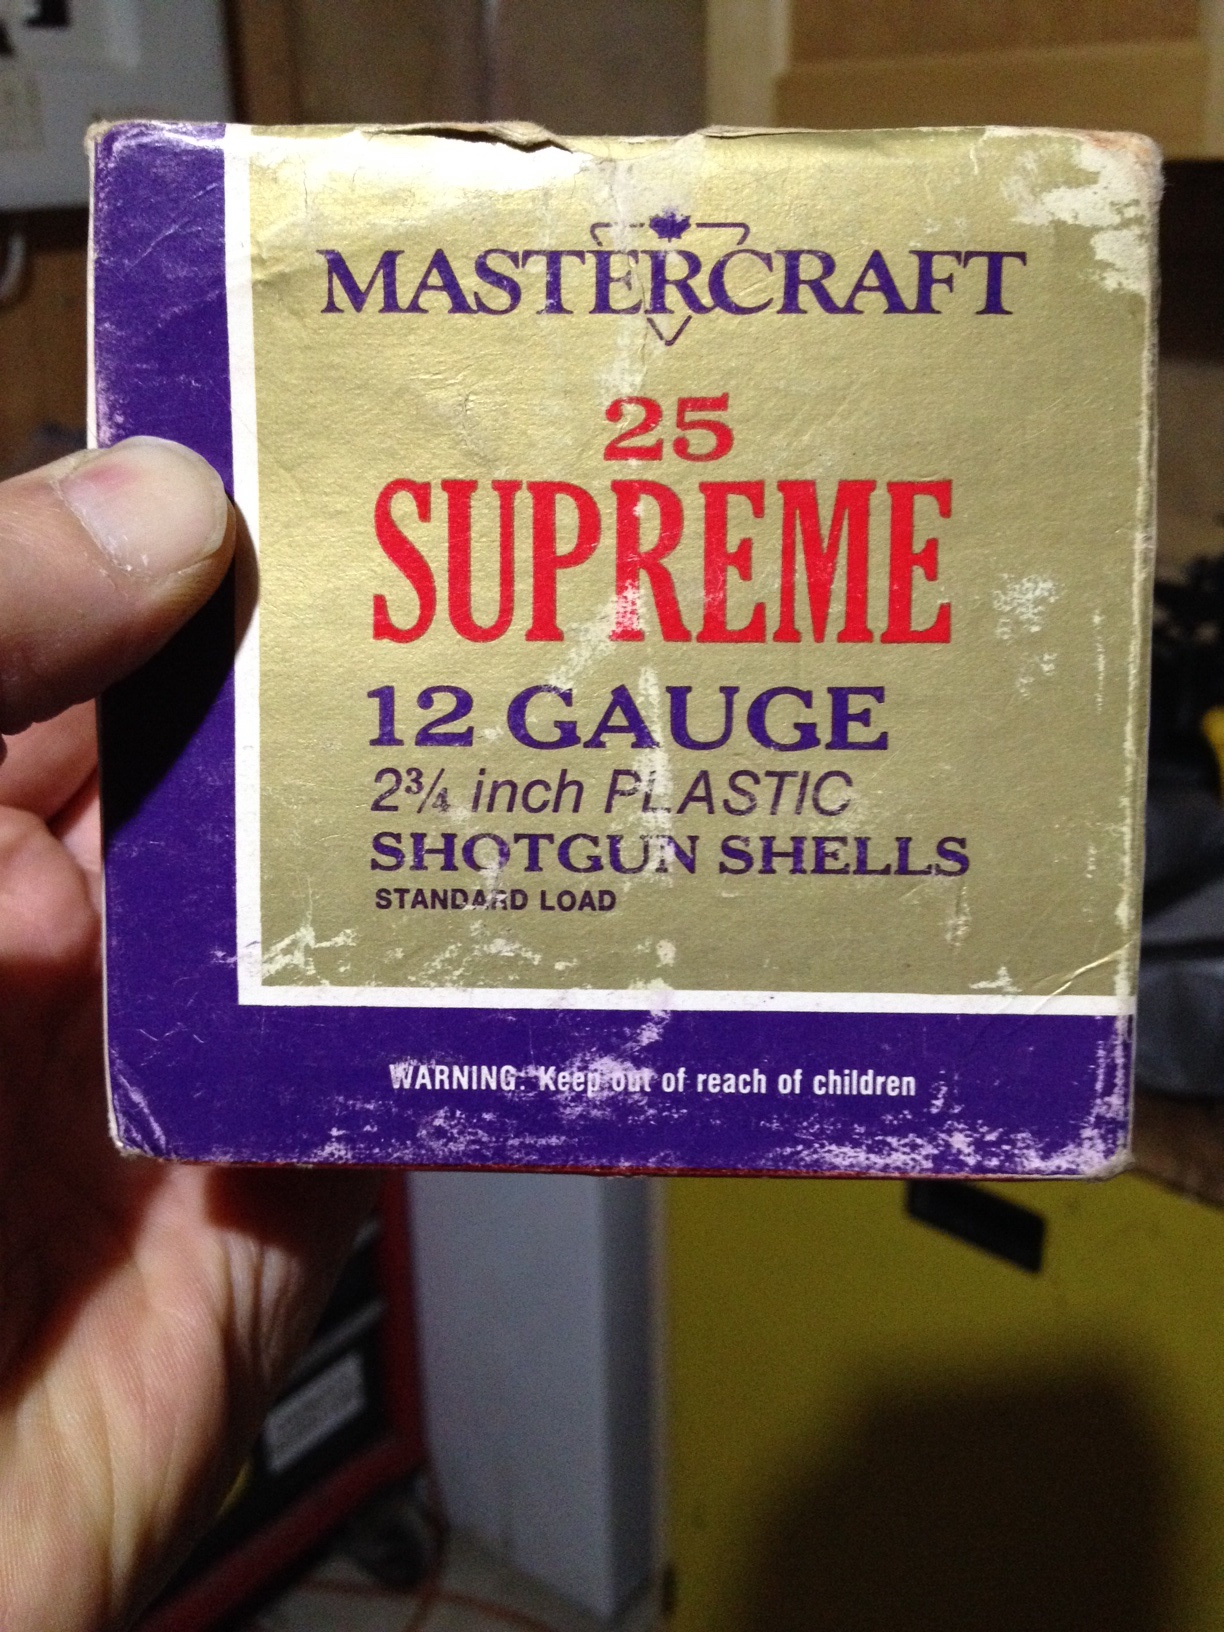 MASTERCRAFT
25
SUPREME
12 GAUGE
2¾ inch PLASTIC
SHOTGUN SHELLS
STANDARD LOAD
WARNING: Keep out of reach of children